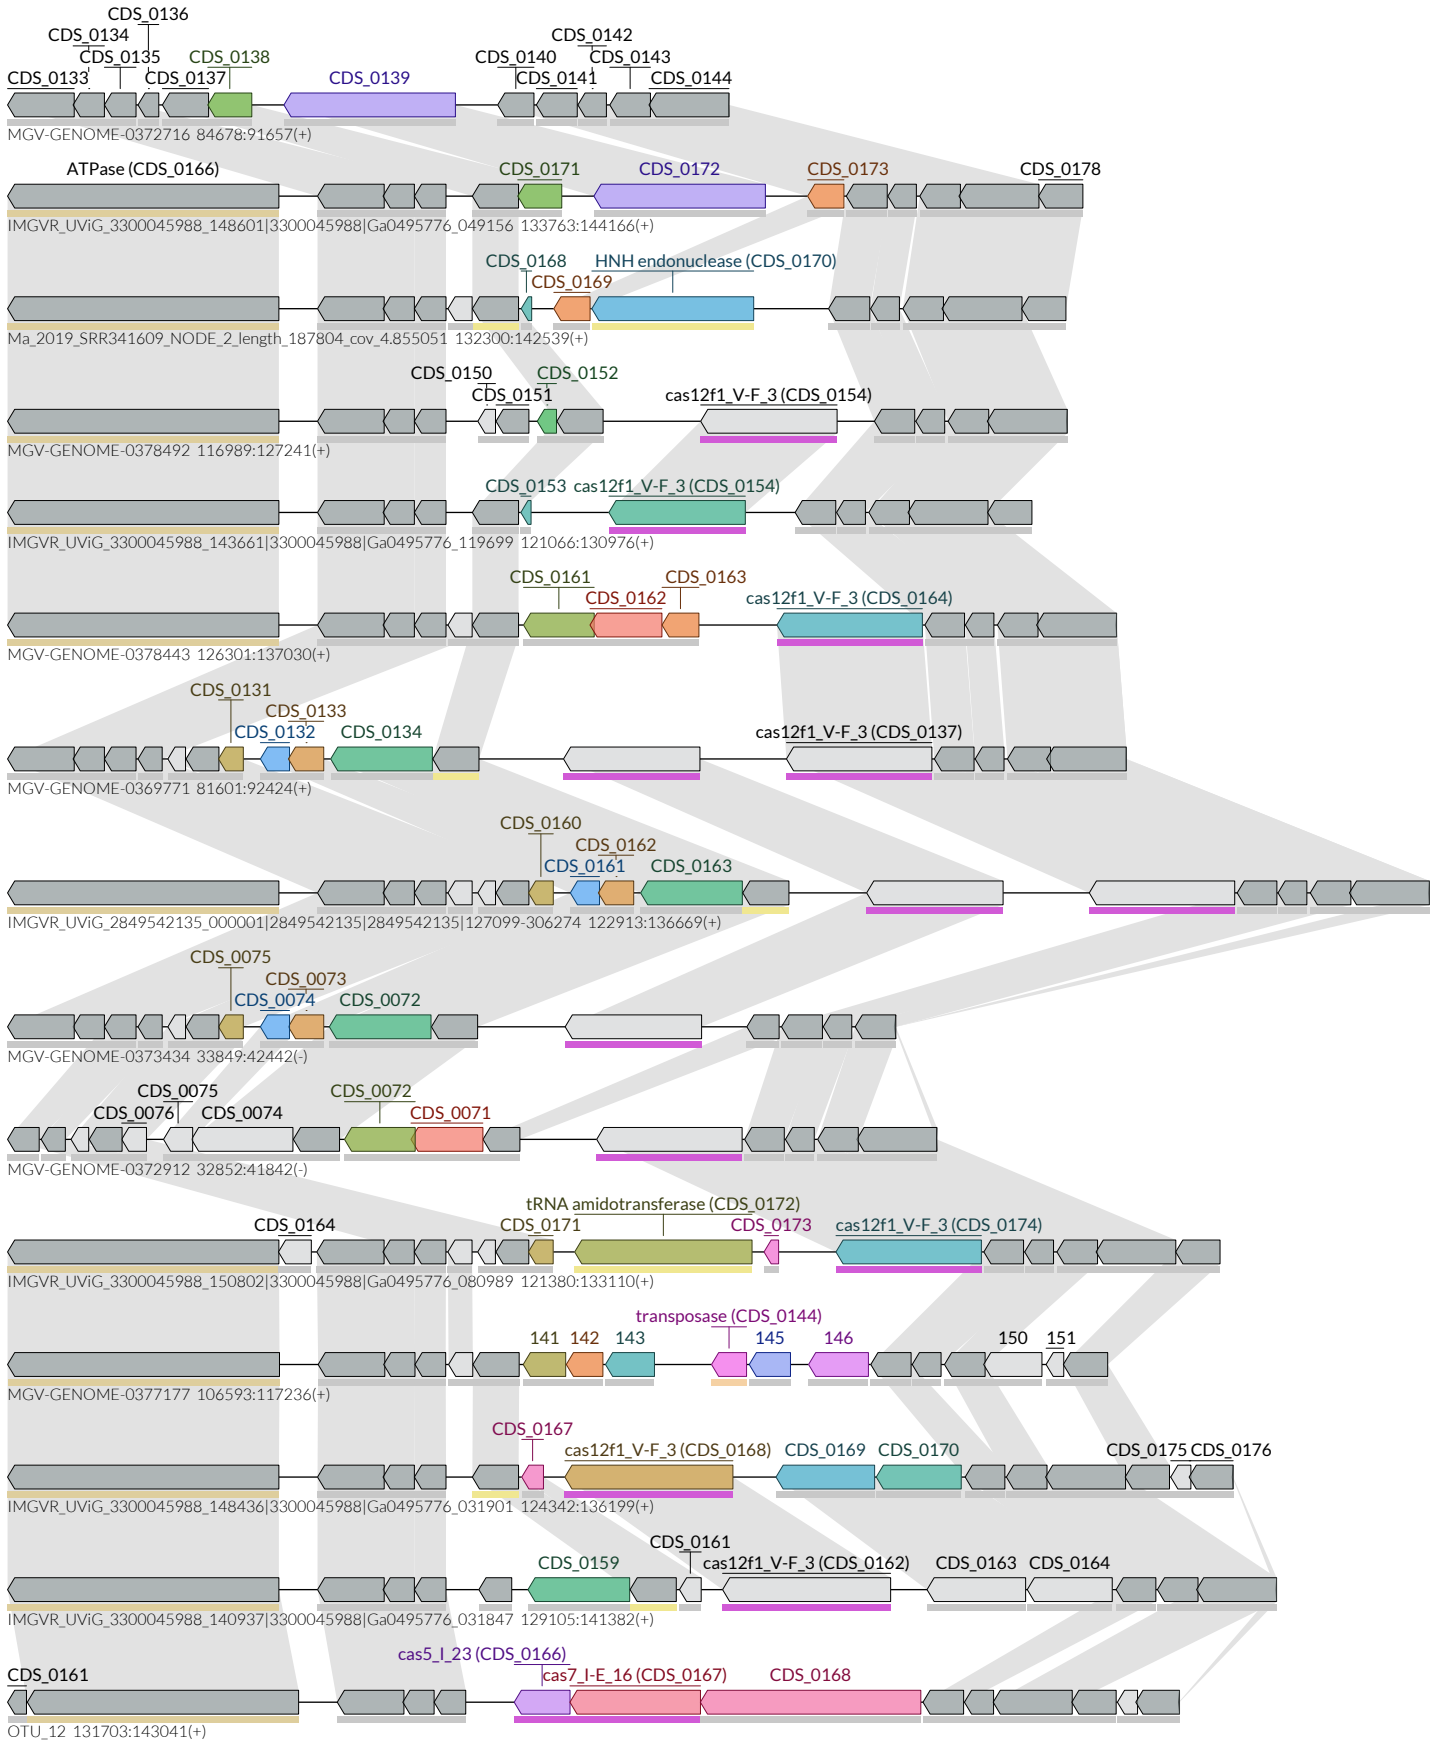 CDS_0136
CDS_0134 CDS_0142
CDS_0135 CDS_0138 CDS_0140 CDS_0143
CDS_0133 CDS_0137 CDS_0139 CDS_0141 CDS_0144
MGV-GENOME-0372716 84678:91657(+)
ATPase (CDS_0166) CDS_0171 CDS_0172 CDS_0173 CDS_0178
IMGVR_UViG_3300045988_148601|3300045988|Ga0495776_049156 133763:144166(+)
CDS_0168 HNH endonuclease (CDS_0170)
CDS_0169
Ma_2019_SRR341609_NODE_2_length_187804_cov_4.855051 132300:142539(+)
CDS_0150 CDS_0152
CDS_0151 cas12f1_V-F_3 (CDS_0154)
MGV-GENOME-0378492 116989:127241(+)
CDS_0153 cas12f1_V-F_3 (CDS_0154)
IMGVR_UViG_3300045988_143661|3300045988|Ga0495776_119699 121066:130976(+)
CDS_0161 CDS_0163
CDS_0162 cas12f1_V-F_3 (CDS_0164)
MGV-GENOME-0378443 126301:137030(+)
CDS_0131
CDS_0133
CDS_0132 CDS_0134 cas12f1_V-F_3 (CDS_0137)
MGV-GENOME-0369771 81601:92424(+)
CDS_0160
CDS_0162
CDS_0161 CDS_0163
IMGVR_UViG_2849542135_000001|2849542135|2849542135|127099-306274 122913:136669(+)
CDS_0075
CDS_0073
CDS_0074 CDS_0072
MGV-GENOME-0373434 33849:42442(-)
CDS_0075 CDS_0072
CDS_0076 CDS_0074 CDS_0071
MGV-GENOME-0372912 32852:41842(-)
tRNA amidotransferase (CDS_0172)
CDS_0164 CDS_0171 CDS_0173 cas12f1_V-F_3 (CDS_0174)
IMGVR_UViG_3300045988_150802|3300045988|Ga0495776_080989 121380:133110(+)
transposase (CDS_0144)
141 142 143 145 146 150 151
MGV-GENOME-0377177 106593:117236(+)
CDS_0167
cas12f1_V-F_3 (CDS_0168) CDS_0169 CDS_0170 CDS_0175 CDS_0176
IMGVR_UViG_3300045988_148436|3300045988|Ga0495776_031901 124342:136199(+)
CDS_0161
CDS_0159 cas12f1_V-F_3 (CDS_0162) CDS_0163 CDS_0164
IMGVR_UViG_3300045988_140937|3300045988|Ga0495776_031847 129105:141382(+)
cas5_I_23 (CDS_0166)
CDS_0161 cas7_I-E_16 (CDS_0167) CDS_0168
OTU_12 131703:143041(+)